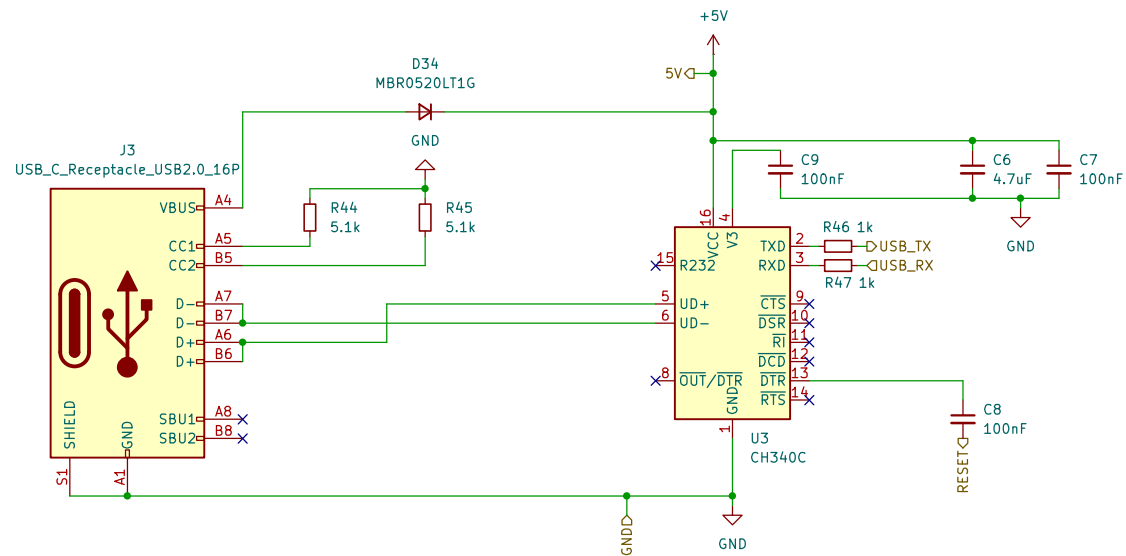 +5V
5V
D34
MBR0520LT1G
GND
J3
USB_C_Receptacle_USB2.0_16P
VBUS A4
CC1 A5
CC2 B5
D- A7
D- B7
D+ A6
D+ B6
SBU1 A8
SBU2 B8
SHIELD
GND
S1
A1
R44
5.1k
R45
5.1k
C9
100nF
C6
4.7uF
C7
100nF
GND
16
4
VCC
V3
15 R232
5 UD+
6 UD-
8 OUT/DTR
TXD 2
RXD 3
CTS 9
DSR 10
RI 11
DCD 12
DTR 13
RTS 14
GND
1
R46 1k
USB_TX
USB_RX
R47 1k
U3
CH340C
C8
100nF
RESET
GND
GND